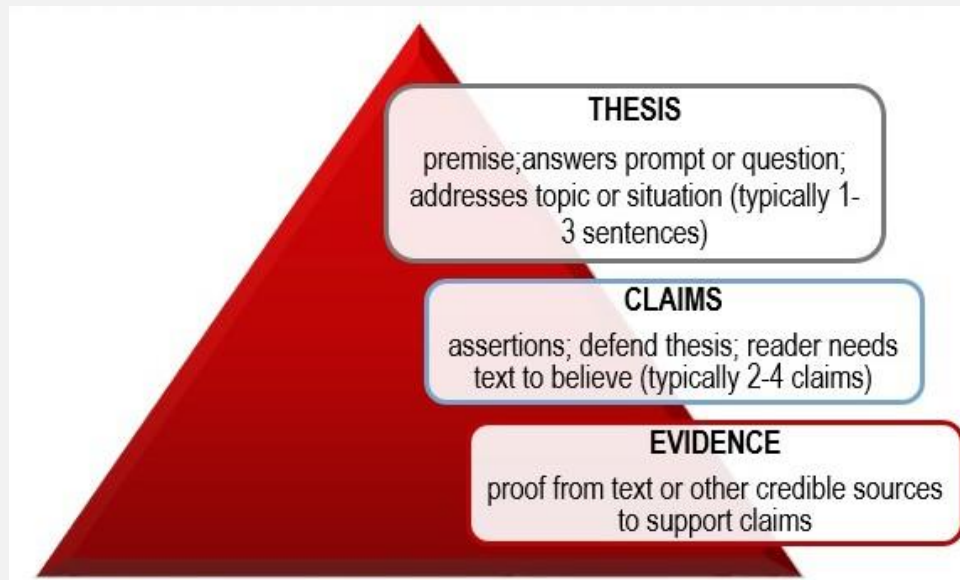 THESIS
premise;answers prompt or question;
addresses topic or situation (typically 1-
3 sentences)
CLAIMS
assertions; defend thesis; reader needs
text to believe (typically 2-4 claims)
EVIDENCE
proof from text or other credible sources
to support claims